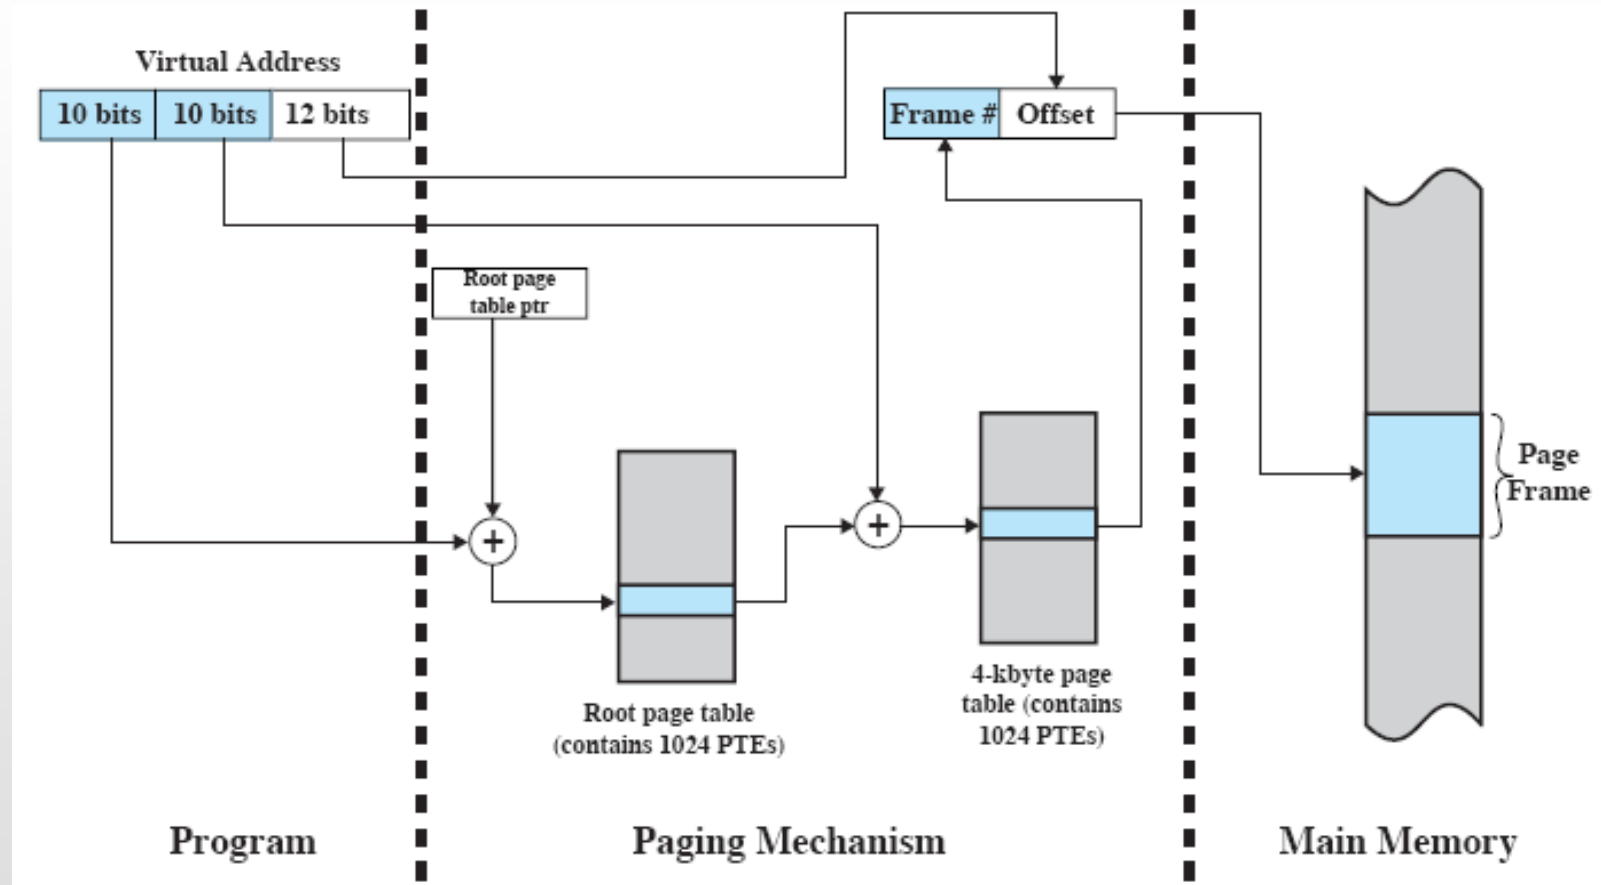 Virtual Address
10 bits
10 bits
12 bits
Frame #
Offset
Root page
table ptr
Page
Frame
Root page table
(contains 1024 PTEs)
4-kbyte page
table (contains
1024 PTEs)
Program
Paging Mechanism
Main Memory